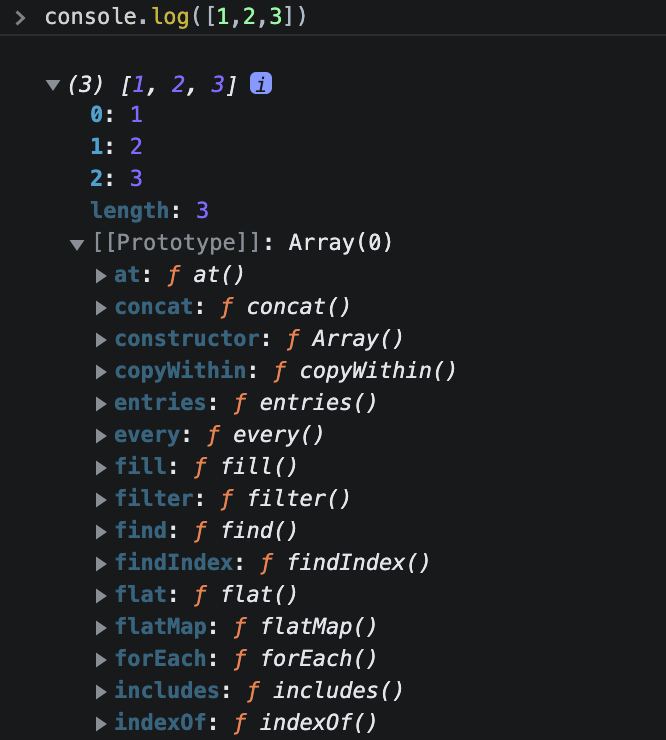 > console.log([1,2,3])
▼ (3) [1, 2, 3] i
0: 1
1: 2
2: 3
length: 3
▼ [[Prototype]]: Array(0)
▶ at: ƒ at()
▶ concat: ƒ concat()
▶ constructor: ƒ Array()
▶ copyWithin: ƒ copyWithin()
▶ entries: ƒ entries()
▶ every: ƒ every()
▶ fill: ƒ fill()
▶ filter: ƒ filter()
▶ find: ƒ find()
▶ findIndex: ƒ findIndex()
▶ flat: ƒ flat()
▶ flatMap: ƒ flatMap()
▶ forEach: ƒ forEach()
▶ includes: ƒ includes()
▶ indexOf: ƒ indexOf()